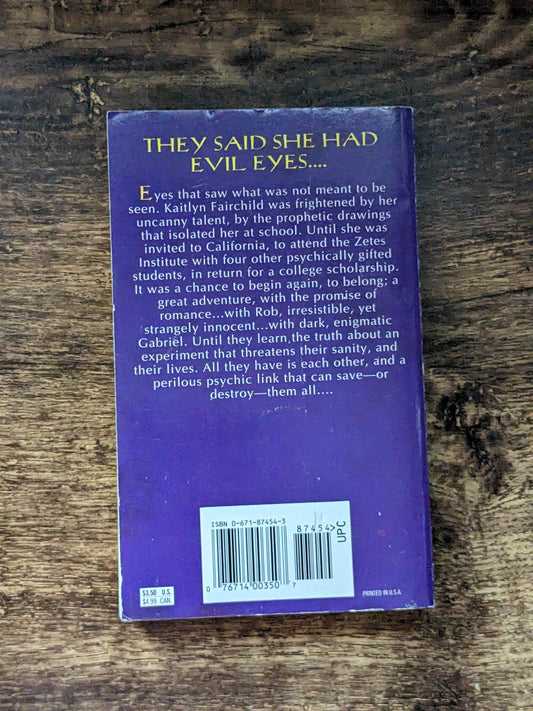 THEY SAID SHE HAD
EVIL EYES....
Eyes that saw what was not meant to be
seen. Kaitlyn Fairchild was frightened by her
uncanny talent, by the prophetic drawings
that isolated her at school. Until she was
invited to California, to attend the Zetes
Institute with four other psychically gifted
students, in return for a college scholarship.
It was a chance to begin again, to belong; a
great adventure, with the promise of
romance...with Rob, irresistible, yet
strangely innocent...with dark, enigmatic
Gabriel. Until they learn the truth about an
experiment that threatens their sanity, and
their lives. All they have is each other, and a
perilous psychic link that can save—or
destroy—them all....
ISBN 0-671-87454-3
87454>
UPC
0 76714 00350 7
$3.50 U.S.
$4.99 CAN
PRINTED IN U.S.A.